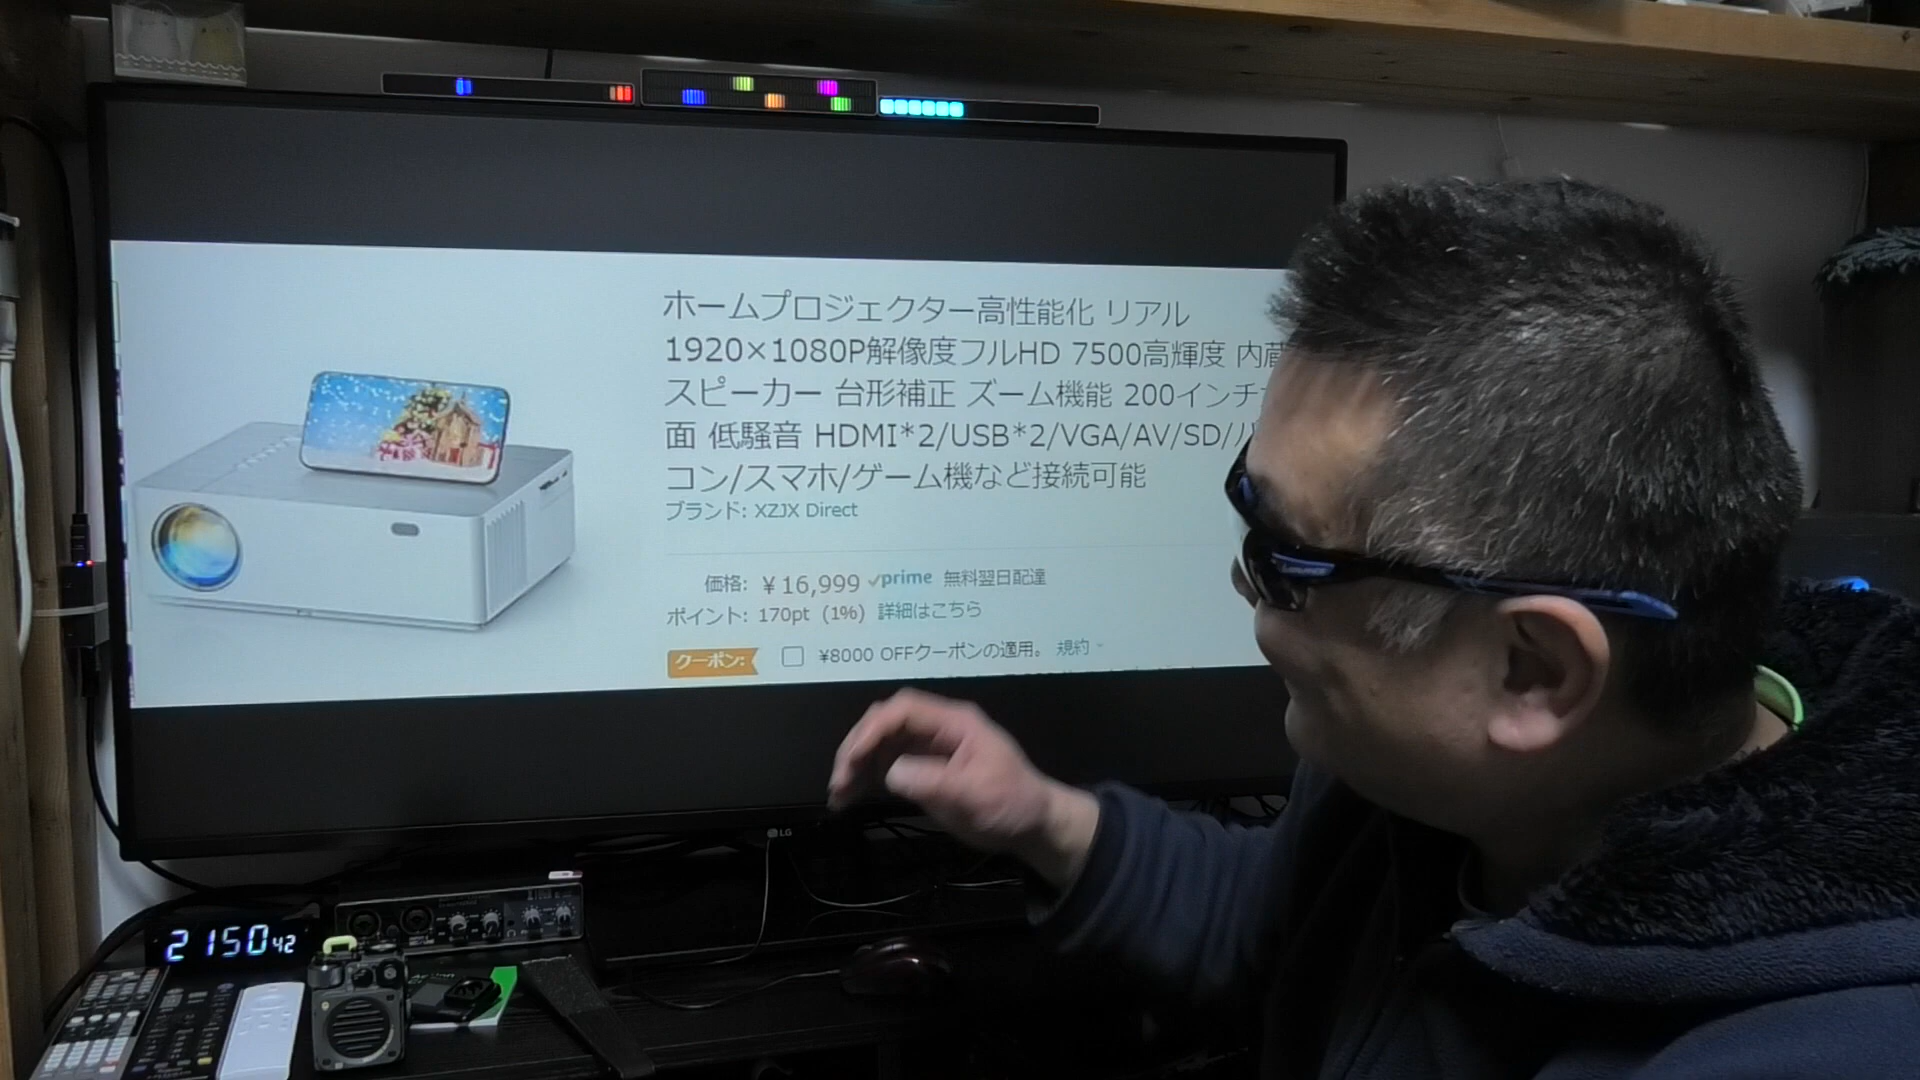 ホームプロジェクター高性能化 リアル
1920×1080P解像度フルHD 7500高輝度 内蔵
スピーカー 台形補正 ズーム機能 200インチ
面 低騒音 HDMI*2/USB*2/VGA/AV/SD/
コン/スマホ/ゲーム機など接続可能
ブランド: XZJX Direct
価格: ￥16,999 ✓prime 無料翌日配達
ポイント: 170pt (1%) 詳細はこちら
クーポン: ¥8000 OFFクーポンの適用。 規約
LG
215042